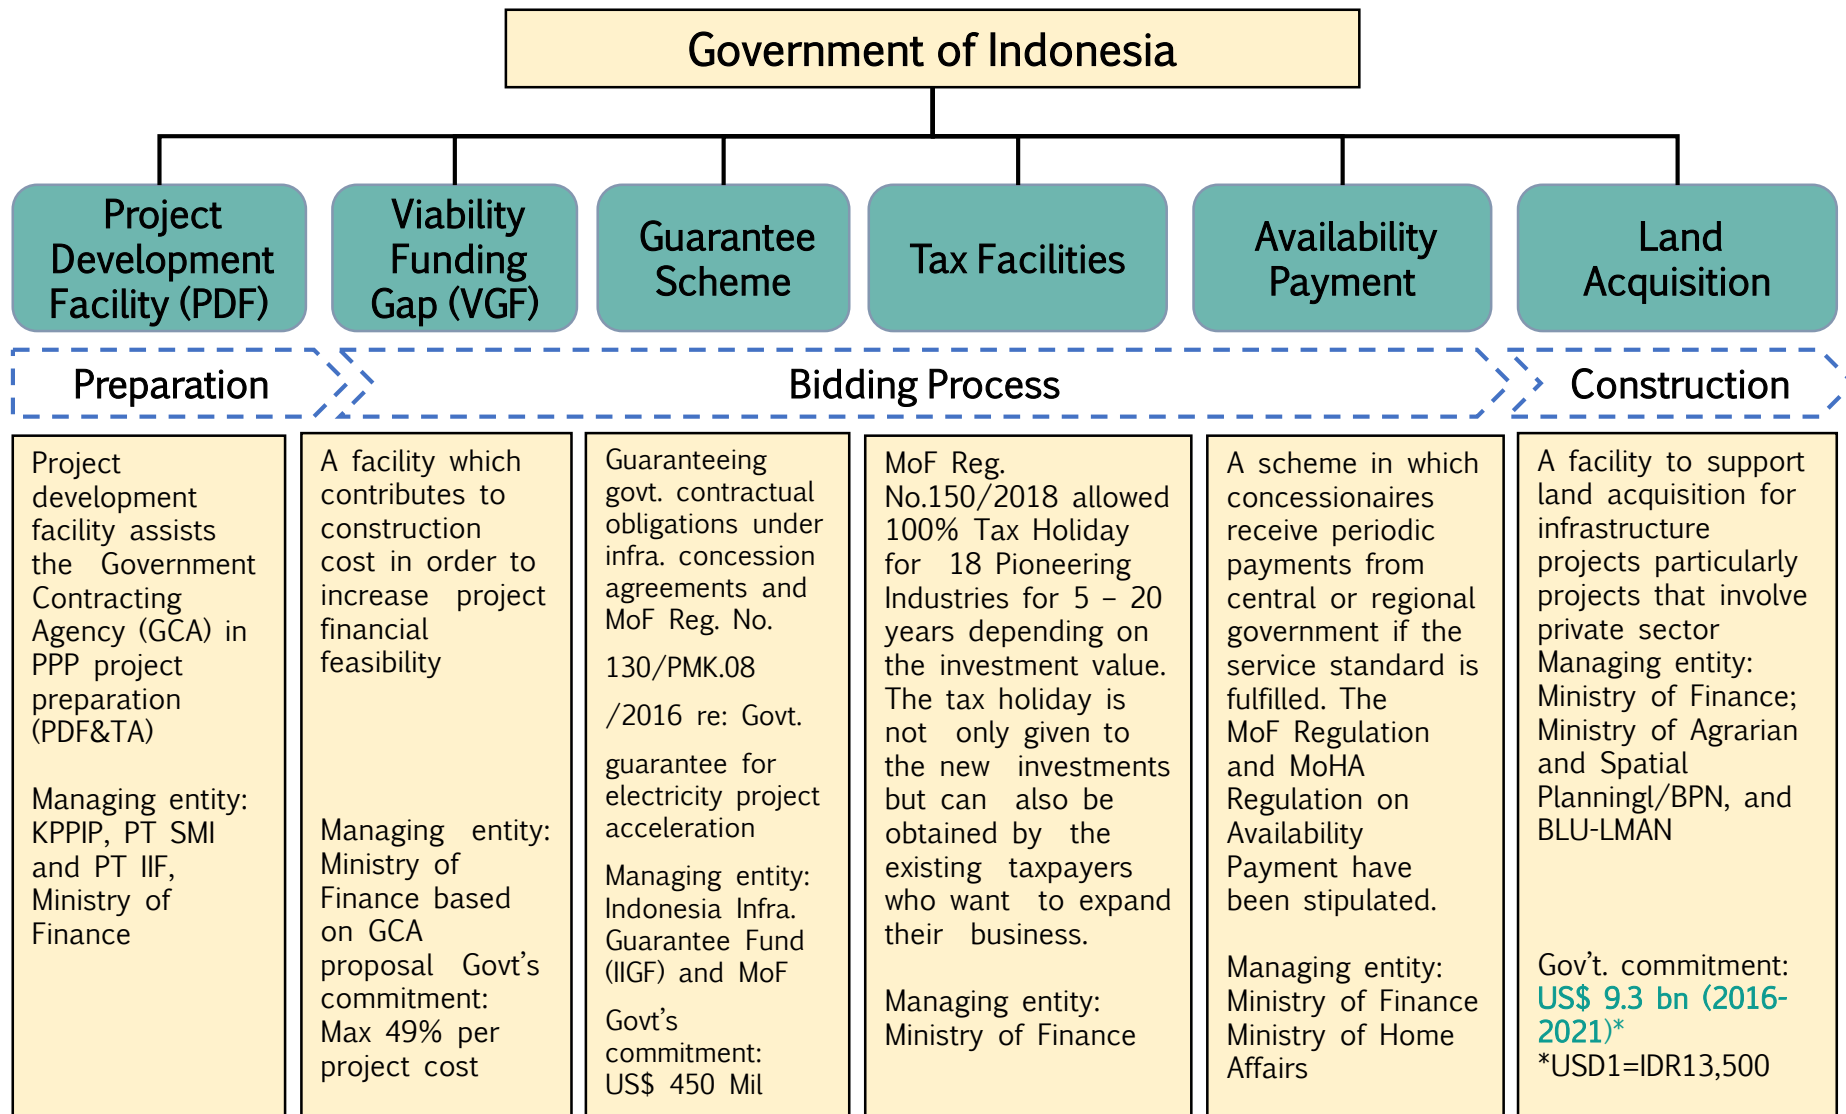 Government of Indonesia
Project
Development
Facility (PDF)
Viability
Funding
Gap (VGF)
Guarantee
Scheme
Tax Facilities
Availability
Payment
Land
Acquisition
Preparation
Bidding Process
Construction
Project
development
facility assists
the Government
Contracting
Agency (GCA) in
PPP project
preparation
(PDF&TA)
Managing entity:
KPPIP, PT SMI
and PT IIF,
Ministry of
Finance
A facility which
contributes to
construction
cost in order to
increase project
financial
feasibility
Managing entity:
Ministry of
Finance based
on GCA
proposal Govt’s
commitment:
Max 49% per
project cost
Guaranteeing
govt. contractual
obligations under
infra. concession
agreements and
MoF Reg. No.
130/PMK.08
/2016 re: Govt.
guarantee for
electricity project
acceleration
Managing entity:
Indonesia Infra.
Guarantee Fund
(IIGF) and MoF
Govt’s
commitment:
US$ 450 Mil
MoF Reg.
No.150/2018 allowed
100% Tax Holiday
for 18 Pioneering
Industries for 5 – 20
years depending on
the investment value.
The tax holiday is
not only given to
the new investments
but can also be
obtained by the
existing taxpayers
who want to expand
their business.
Managing entity:
Ministry of Finance
A scheme in which
concessionaires
receive periodic
payments from
central or regional
government if the
service standard is
fulfilled. The
MoF Regulation
and MoHA
Regulation on
Availability
Payment have
been stipulated.
Managing entity:
Ministry of Finance
Ministry of Home
Affairs
A facility to support
land acquisition for
infrastructure
projects particularly
projects that involve
private sector
Managing entity:
Ministry of Finance;
Ministry of Agrarian
and Spatial
Planningl/BPN, and
BLU-LMAN
Gov’t. commitment:
US$ 9.3 bn (2016-
2021)*
*USD1=IDR13,500